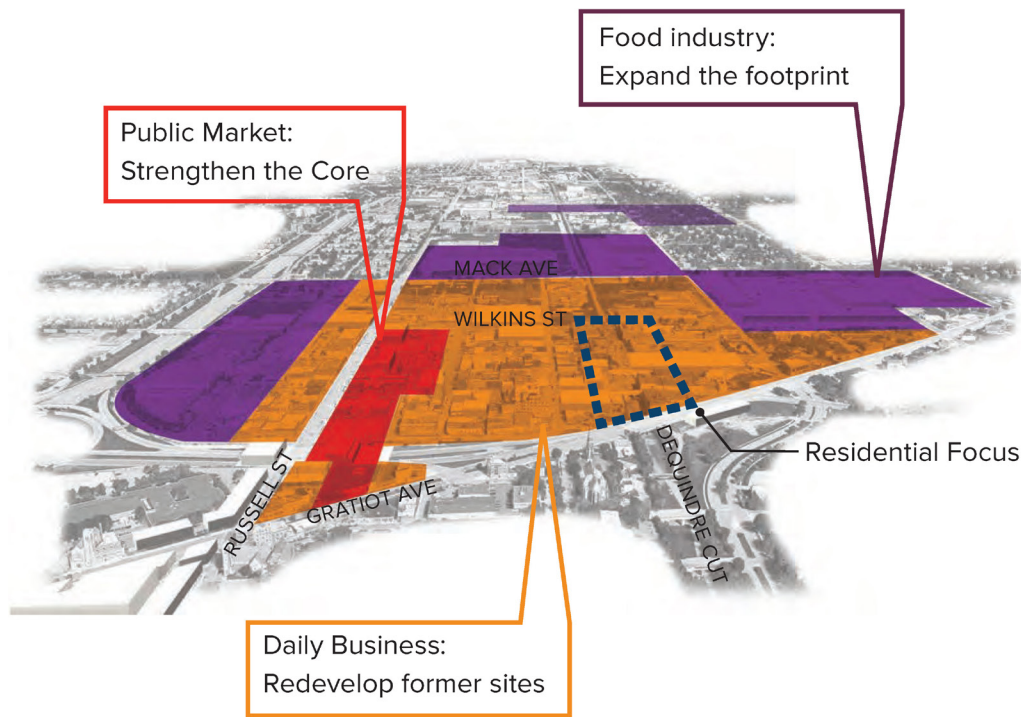 Food industry:
Expand the footprint
Public Market:
Strengthen the Core
MACK AVE
WILKINS ST
Residential Focus
DEQUINDRE CUT
RUSSELL ST
GRATIOT AVE
Daily Business:
Redevelop former sites